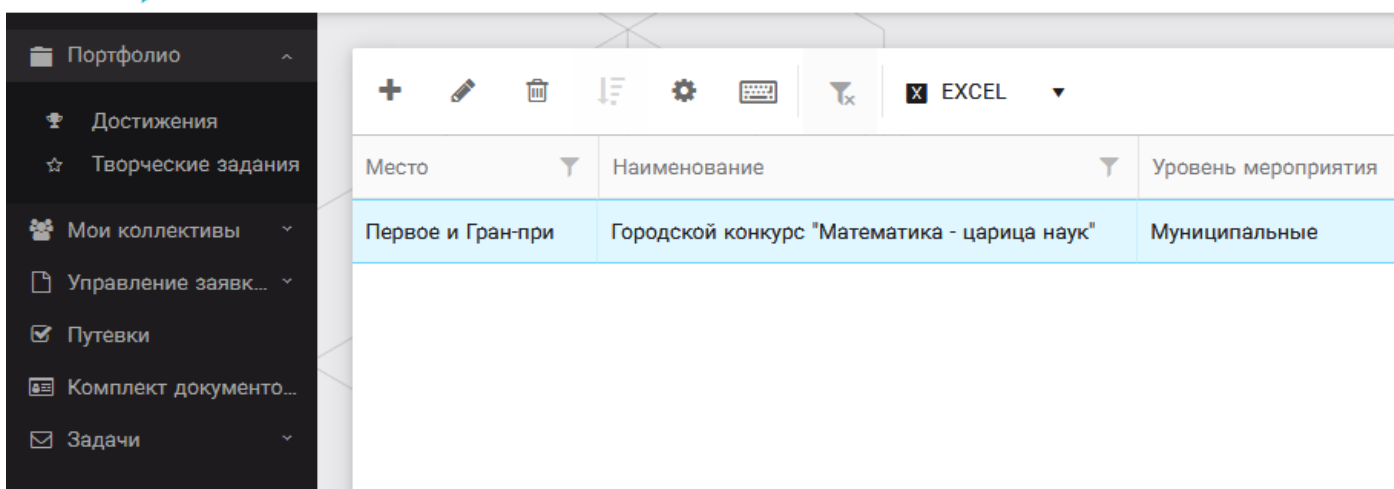 Портфолио
Достижения
Творческие задания
Мои коллективы
Управление заявк...
Путевки
Комплект документо...
Задачи
X EXCEL
Место Наименование Уровень мероприятия
Первое и Гран-при Городской конкурс "Математика - царица наук" Муниципальные